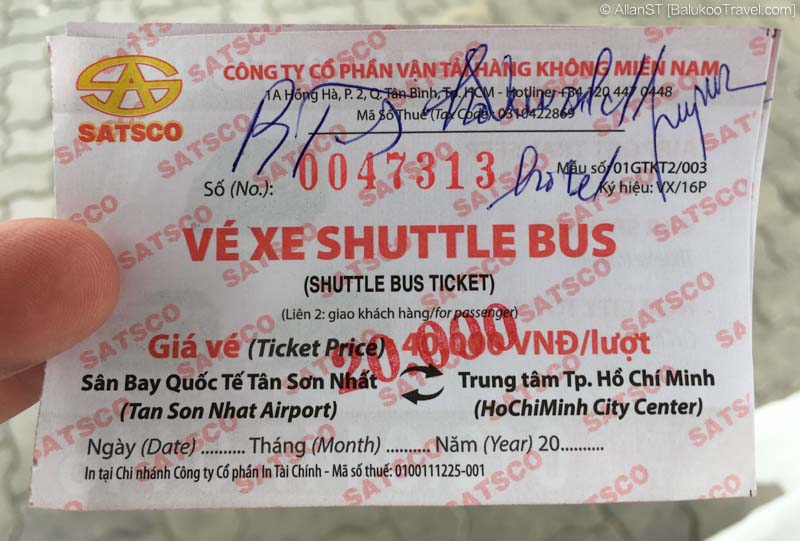 © AllanST [BalukooTravel.com]
SATSCO
CÔNG TY CỔ PHẦN VẬN TẢI HÀNG KHÔNG MIỀN NAM
1A Hồng Hà, P. 2, Q. Tân Bình, Tp. HCM - Hotline: +84 120 447 0448
Mã Số Thuế (Tax Code): 0310422869
hotel
Số (No.): 0047313
Mẫu số: 01GTKT2/003
Ký hiệu: VX/16P
VÉ XE SHUTTLE BUS
(SHUTTLE BUS TICKET)
(Liên 2: giao khách hàng/for passenger)
Giá vé (Ticket Price) 40.000 VNĐ/lượt
20.000
Sân Bay Quốc Tế Tân Sơn Nhất
(Tan Son Nhat Airport)
Trung tâm Tp. Hồ Chí Minh
(HoChiMinh City Center)
Ngày (Date) .......... Tháng (Month) .......... Năm (Year) 20..........
In tại Chi nhánh Công ty Cổ phần In Tài Chính - Mã số thuế: 0100111225-001